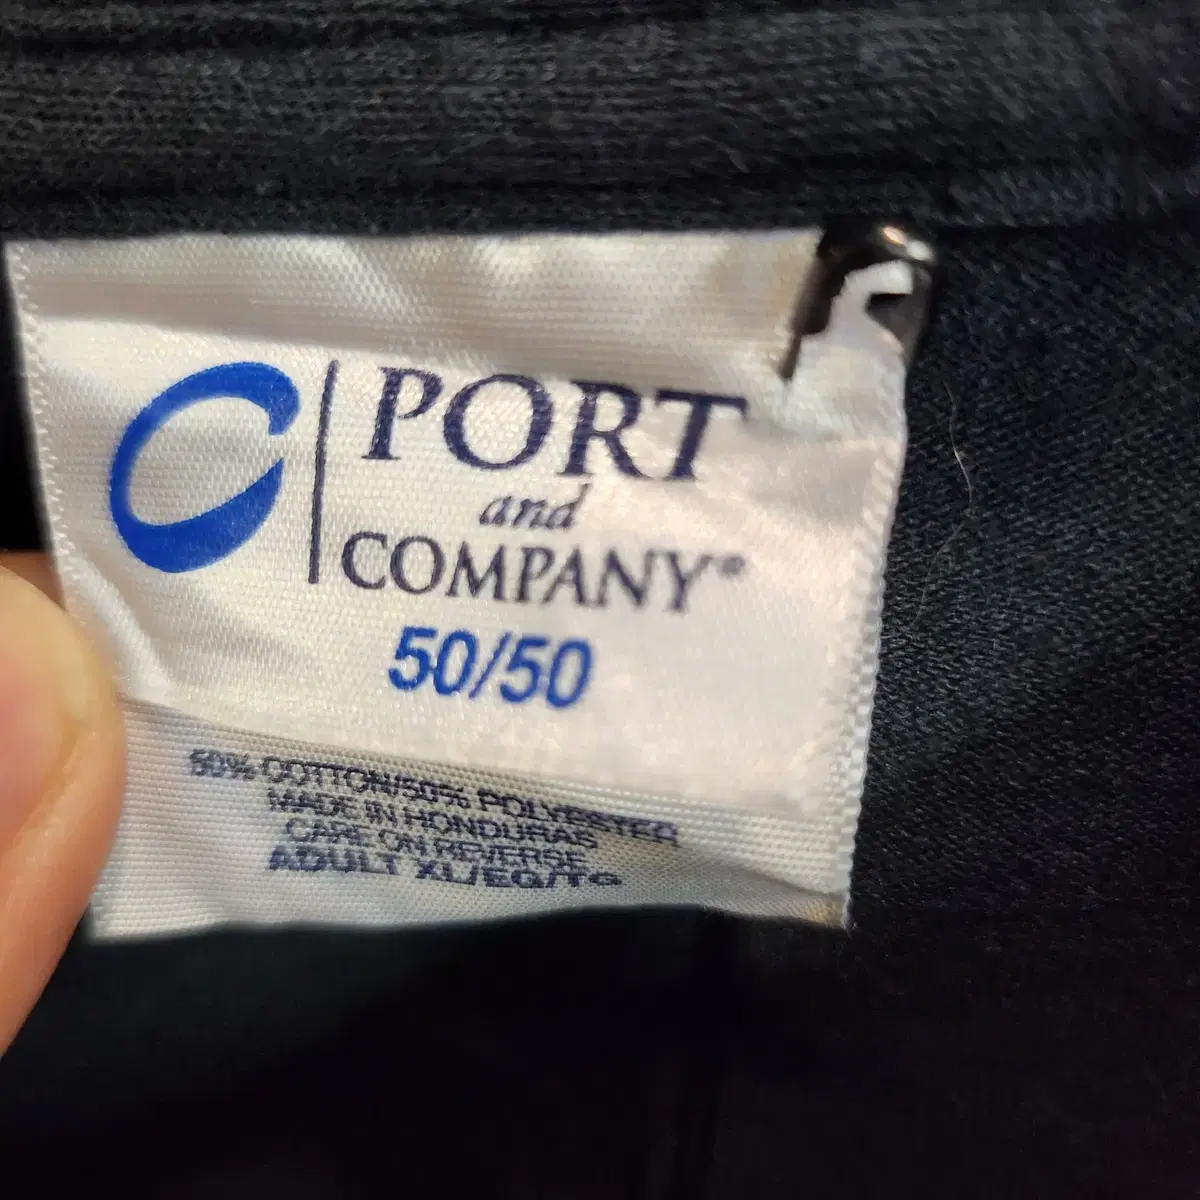 PORT
and
COMPANY®
50/50
50% COTTON/50% POLYESTER
MADE IN HONDURAS
CARE ON REVERSE
ADULT XL/EG/TG